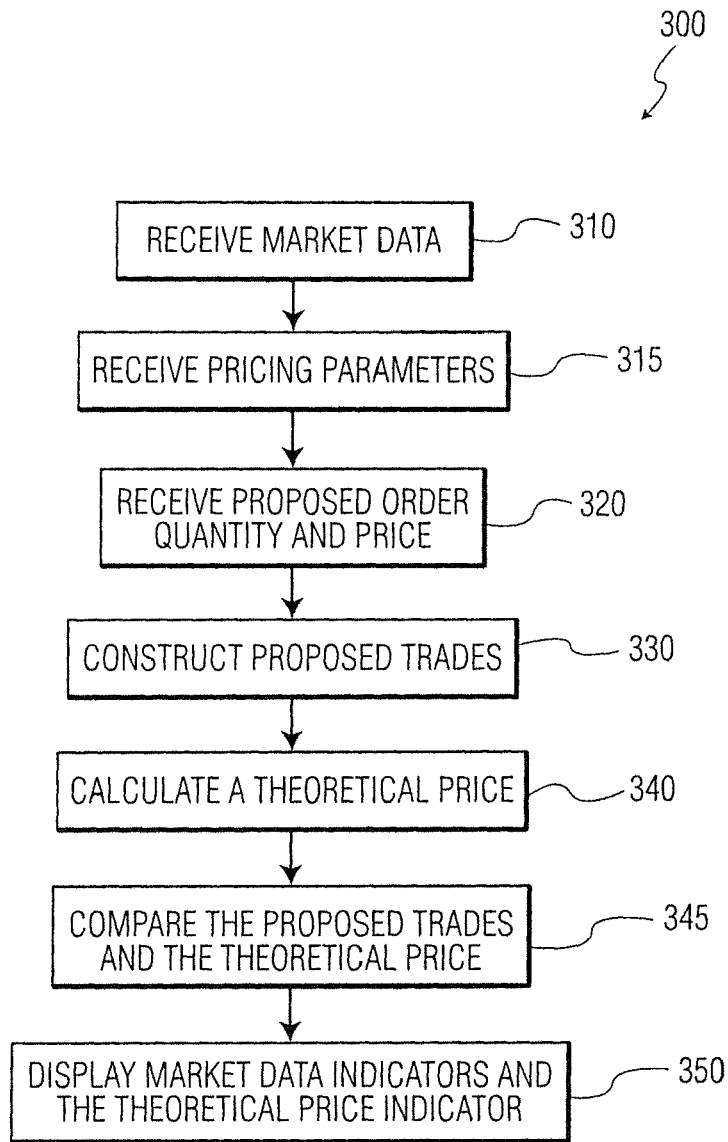 300
RECEIVE MARKET DATA
310
RECEIVE PRICING PARAMETERS
315
RECEIVE PROPOSED ORDER
QUANTITY AND PRICE
320
CONSTRUCT PROPOSED TRADES
330
CALCULATE A THEORETICAL PRICE
340
COMPARE THE PROPOSED TRADES
AND THE THEORETICAL PRICE
345
DISPLAY MARKET DATA INDICATORS AND
THE THEORETICAL PRICE INDICATOR
350